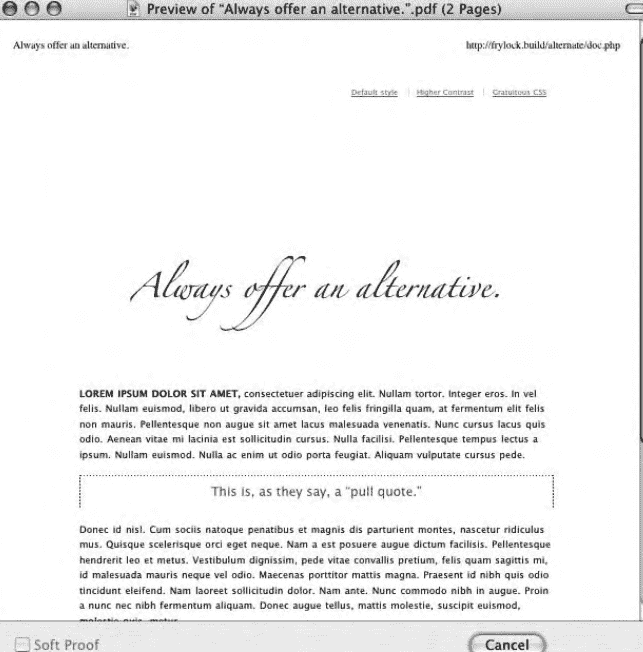 Preview of “Always offer an alternative.”.pdf (2 Pages)
Always offer an alternative. http://frylock.build/alternate/doc.php
Default style | Higher Contrast | Gratuitous CSS
Always offer an alternative.
LOREM IPSUM DOLOR SIT AMET, consectetuer adipiscing elit. Nullam tortor. Integer eros. In vel
felis. Nullam euismod, libero ut gravida accumsan, leo felis fringilla quam, at fermentum elit felis
non mauris. Pellentesque non augue sit amet lacus malesuada venenatis. Nunc cursus lacus quis
odio. Aenean vitae mi lacinia est sollicitudin cursus. Nulla facilisi. Pellentesque tempus lectus a
ipsum. Nullam euismod. Nulla ac enim ut odio porta feugiat. Aliquam vulputate cursus pede.
This is, as they say, a “pull quote.”
Donec id nisl. Cum sociis natoque penatibus et magnis dis parturient montes, nascetur ridiculus
mus. Quisque scelerisque orci eget neque. Nam a est posuere augue dictum facilisis. Pellentesque
hendrerit leo et metus. Vestibulum dignissim, pede vitae convallis pretium, felis quam sagittis mi,
id malesuada mauris neque vel odio. Maecenas porttitor mattis magna. Praesent id nibh quis odio
tincidunt eleifend. Nam laoreet sollicitudin dolor. Nam ante. Nunc commodo nibh in augue. Proin
a nunc nec nibh fermentum aliquam. Donec augue tellus, mattis molestie, suscipit euismod,
molestie quis, metus.
Soft Proof
Cancel